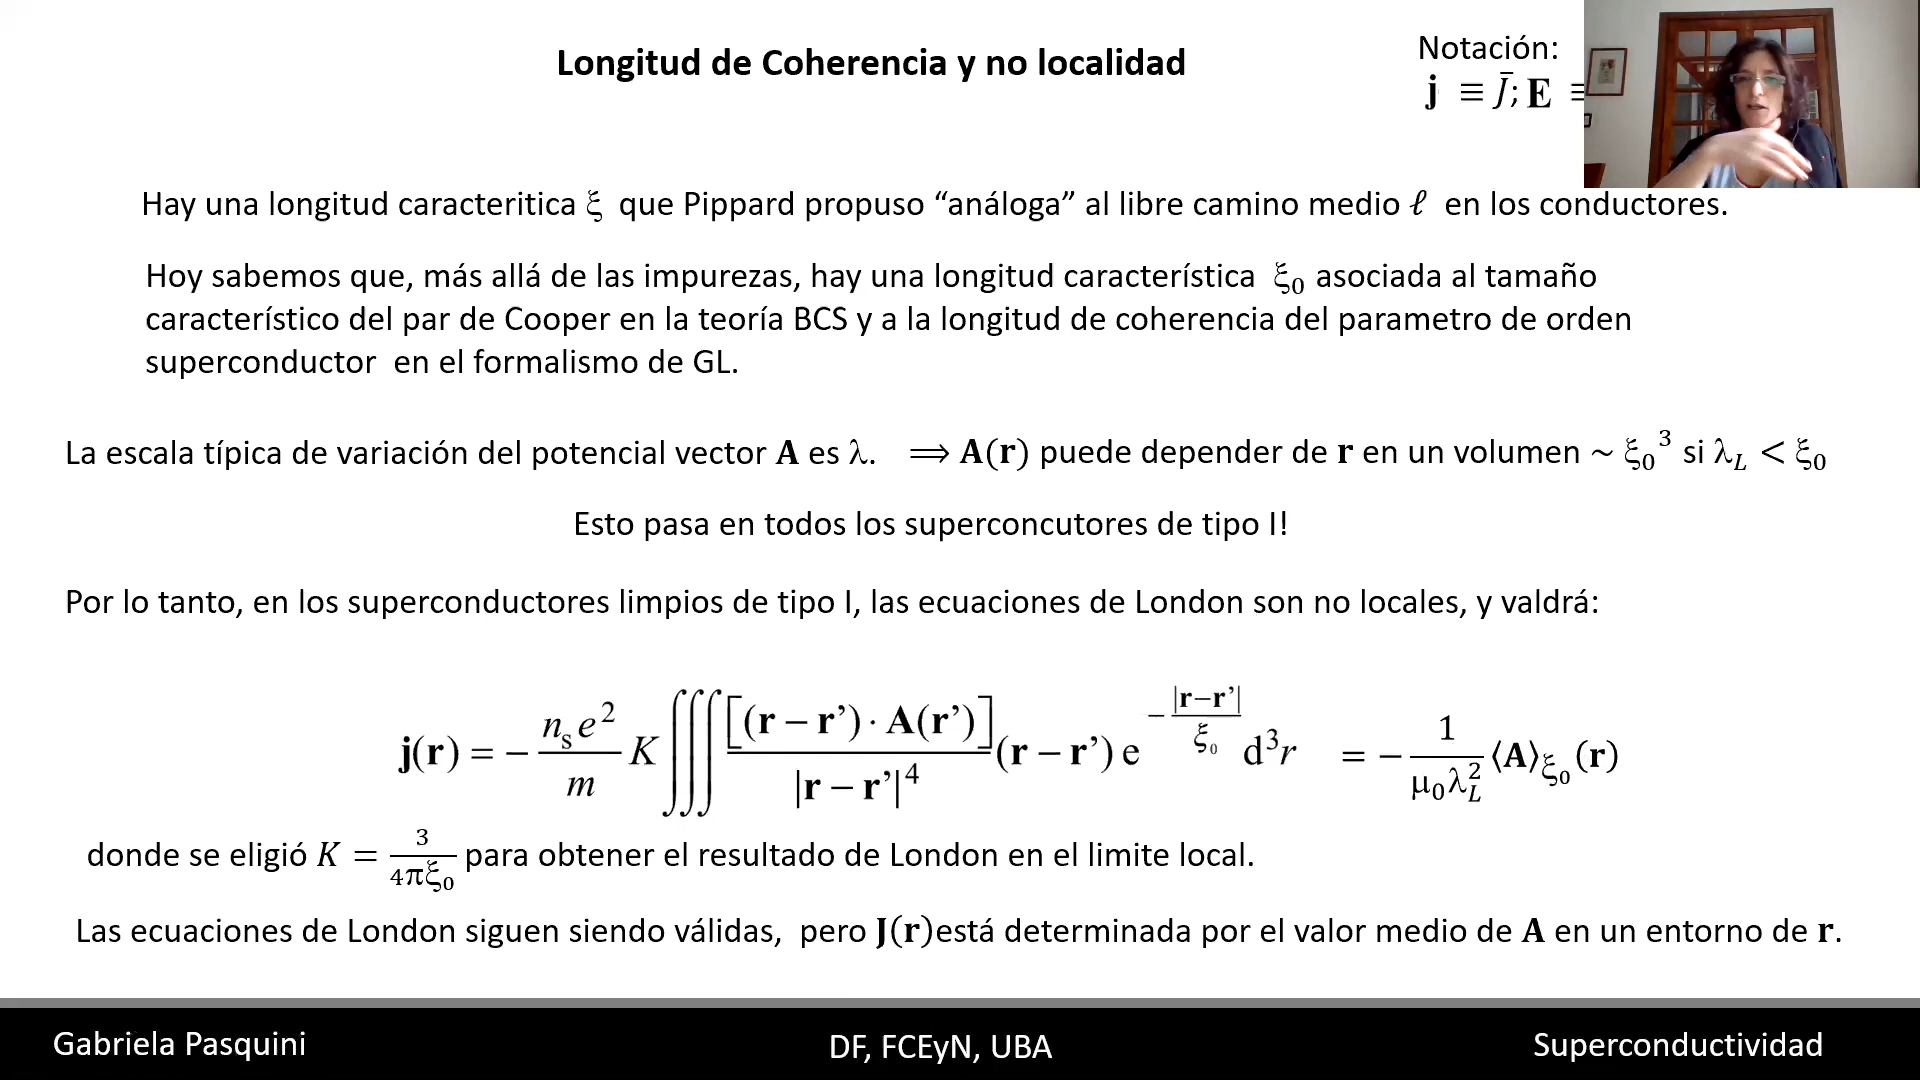 Longitud de Coherencia y no localidad
Notación:
𝐣 ≡ J̅; 𝐄 ≡
Hay una longitud caracteritica ξ que Pippard propuso “análoga” al libre camino medio ℓ en los conductores.
Hoy sabemos que, más allá de las impurezas, hay una longitud característica ξ₀ asociada al tamaño
característico del par de Cooper en la teoría BCS y a la longitud de coherencia del parametro de orden
superconductor en el formalismo de GL.
La escala típica de variación del potencial vector A es λ. ⟹ A(r) puede depender de r en un volumen ~ ξ₀³ si λ_L < ξ₀
Esto pasa en todos los superconcutores de tipo I!
Por lo tanto, en los superconductores limpios de tipo I, las ecuaciones de London son no locales, y valdrá:
j(r) = − (n_s e²/m) K ∭ ([(r − r’) · A(r’)]/|r − r’|⁴) (r − r’) e^(−|r−r’|/ξ₀) d³r = − (1/(μ₀λ_L²)) ⟨A⟩_ξ₀ (r)
donde se eligió K = 3/(4πξ₀) para obtener el resultado de London en el limite local.
Las ecuaciones de London siguen siendo válidas, pero J(r)está determinada por el valor medio de A en un entorno de r.
Gabriela Pasquini
DF, FCEyN, UBA
Superconductividad